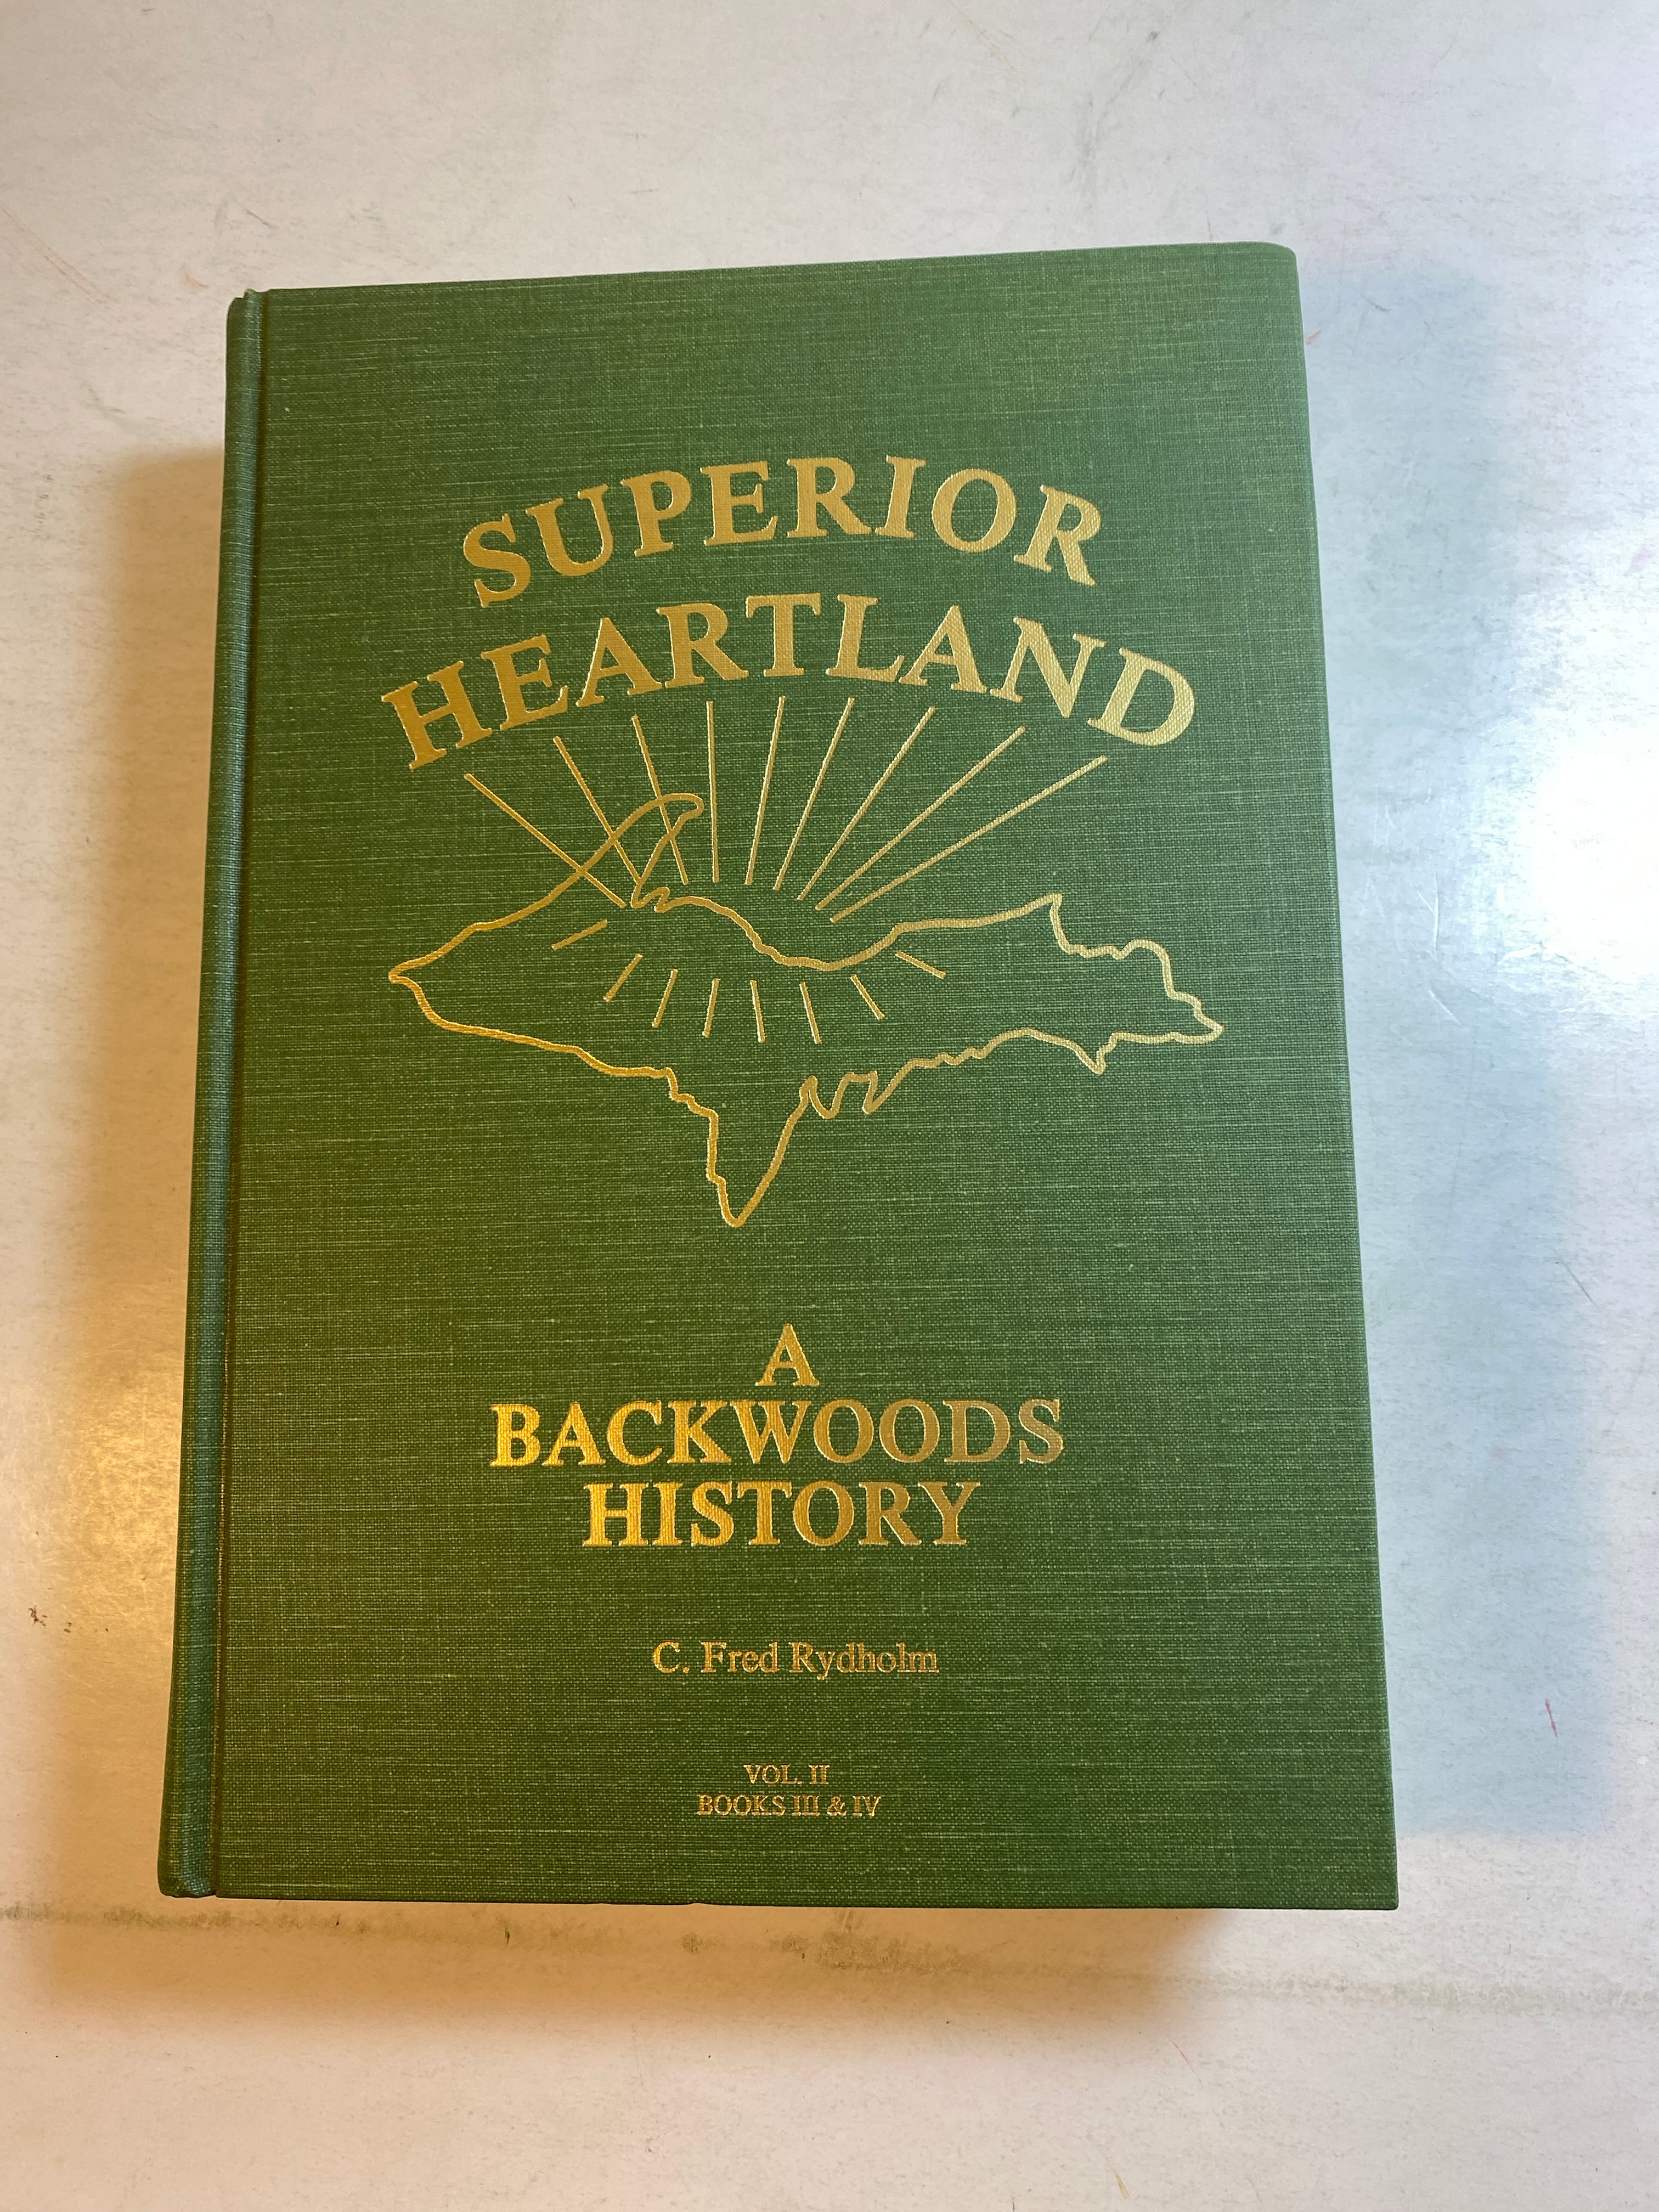 SUPERIOR
HEARTLAND
A
BACKWOODS
HISTORY
C. Fred Rydholm
VOL. II
BOOKS III & IV